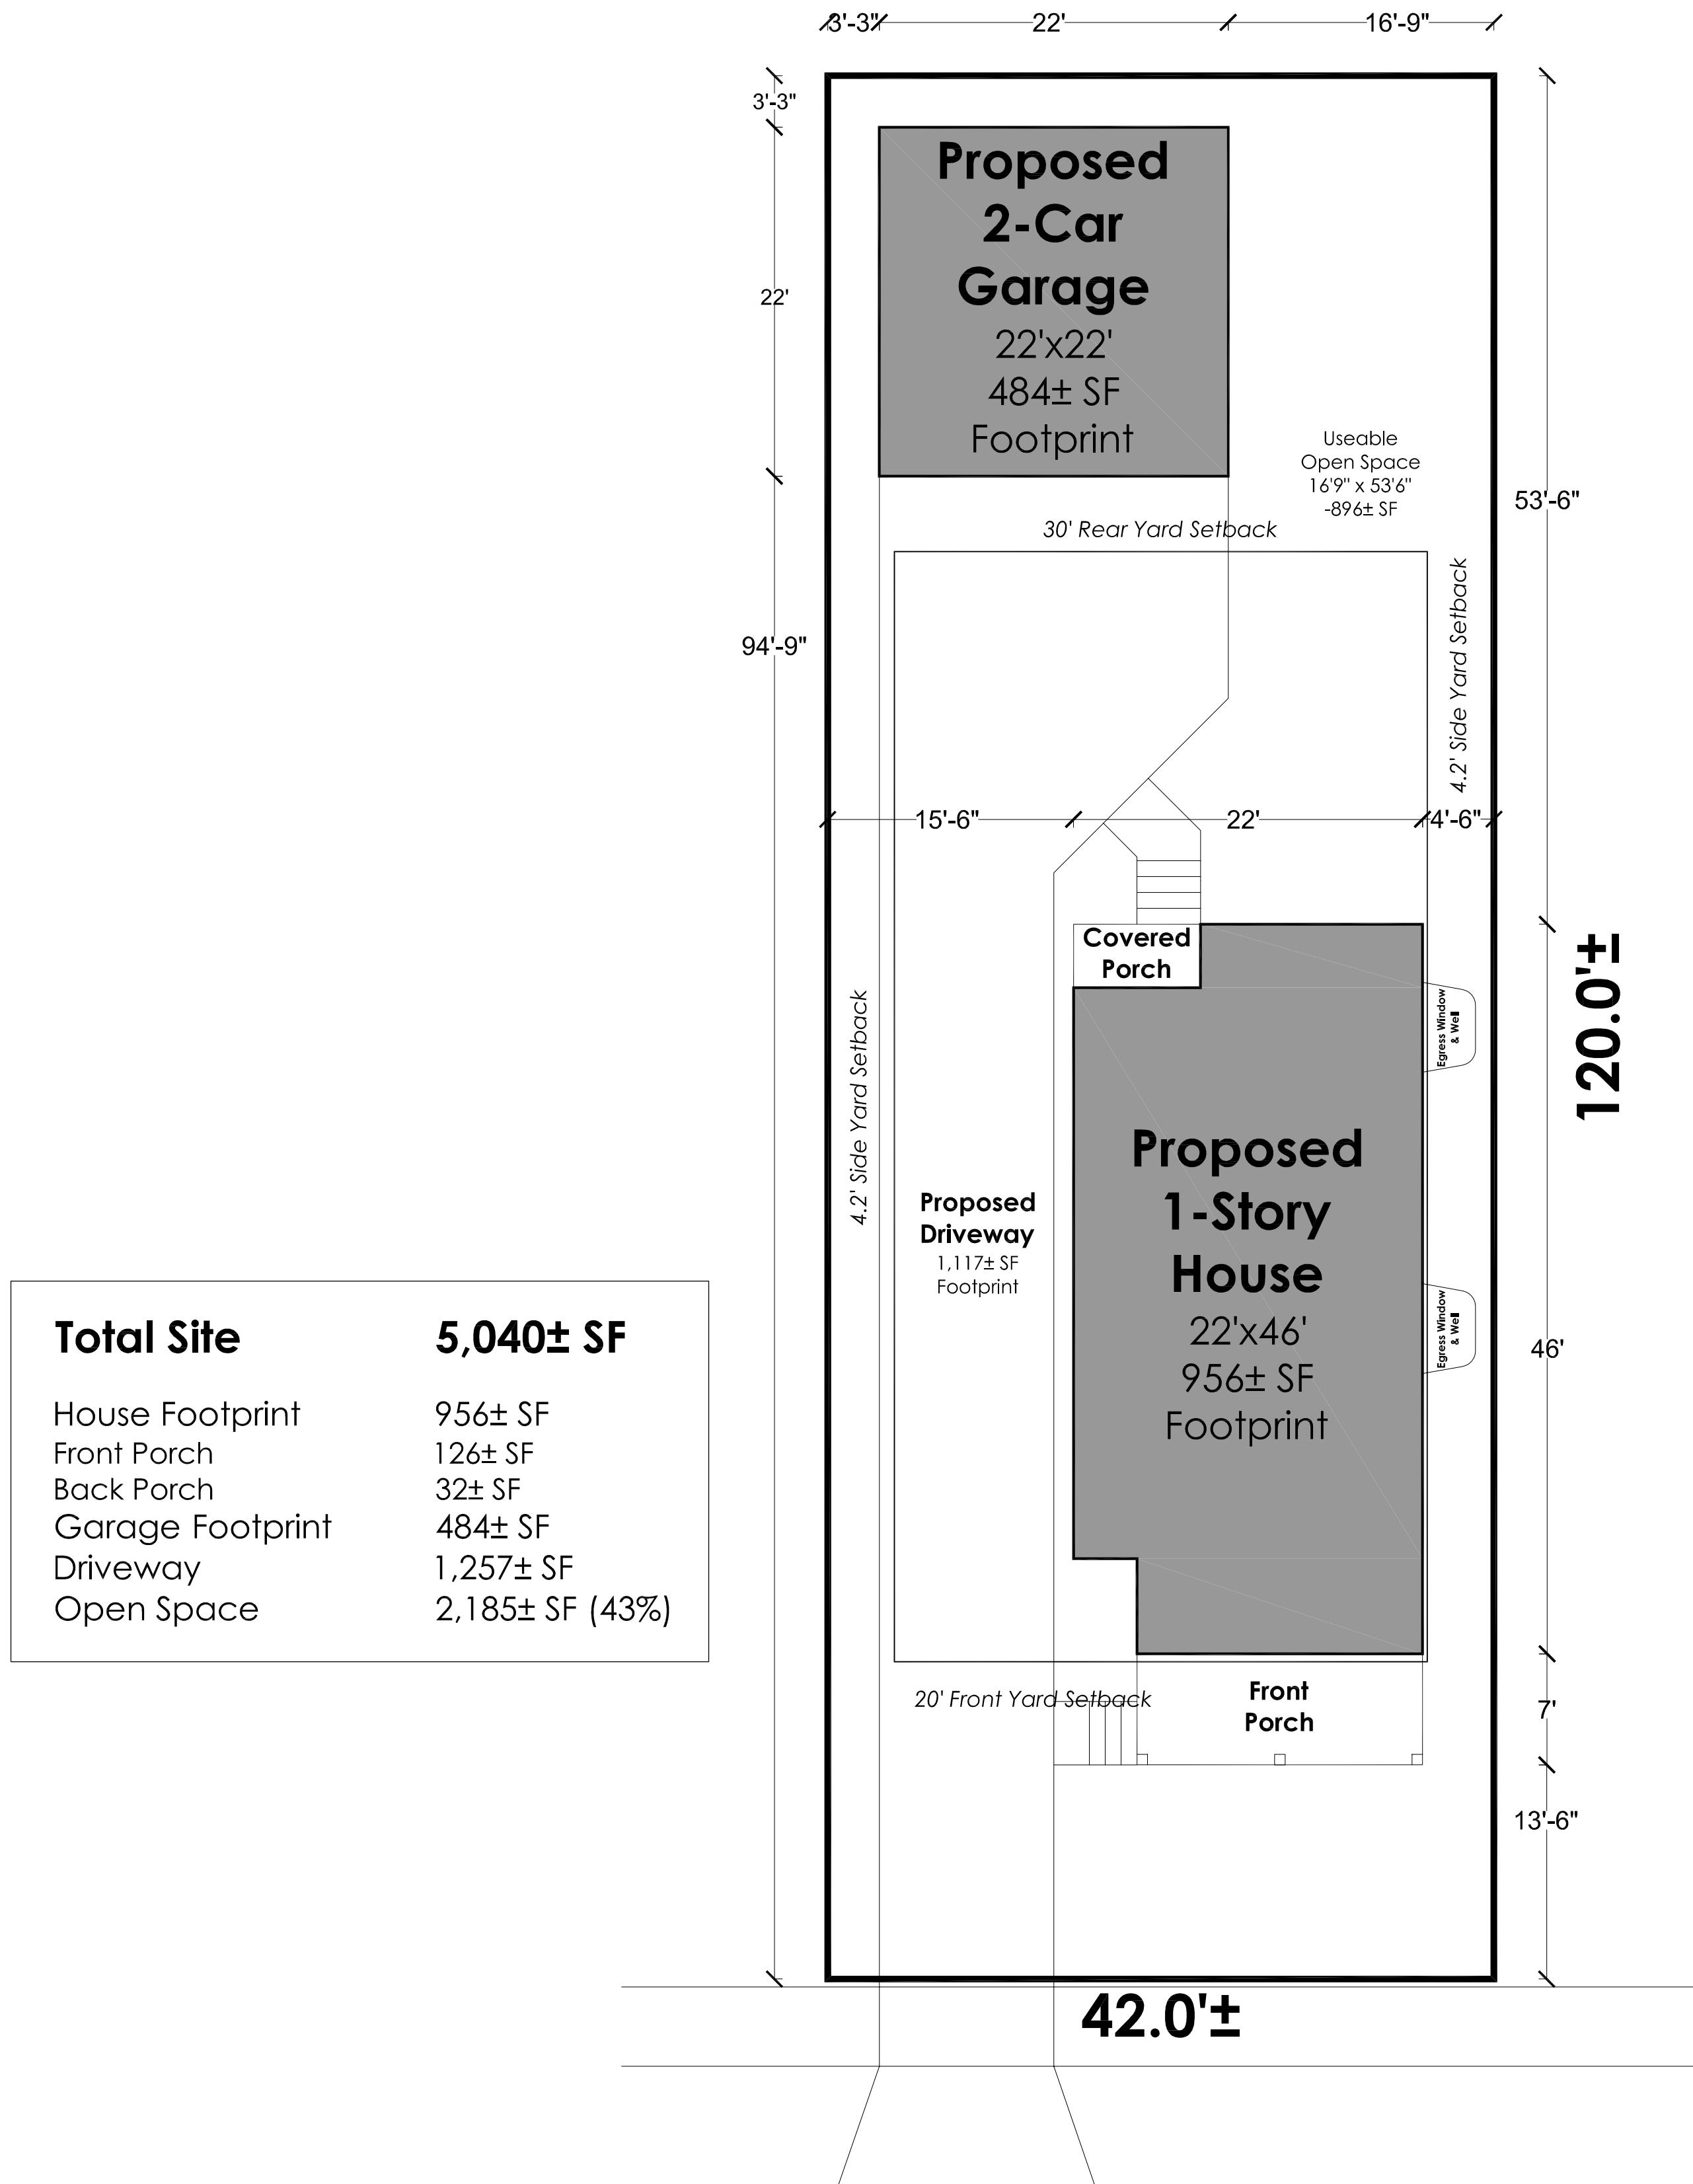 3'-3"
22'
16'-9"
3'-3"
22'
94'-9"
Proposed
2-Car
Garage
22'x22'
484± SF
Footprint
Useable
Open Space
16'9" x 53'6"
-896± SF
53'-6"
30' Rear Yard Setback
4.2' Side Yard Setback
15'-6"
22'
4'-6"
Covered
Porch
Egress Window
& Well
120.0'±
4.2' Side Yard Setback
Proposed
Driveway
1,117± SF
Footprint
Proposed
1-Story
House
22'x46'
956± SF
Footprint
Egress Window
& Well
46'
Total Site 5,040± SF
House Footprint 956± SF
Front Porch 126± SF
Back Porch 32± SF
Garage Footprint 484± SF
Driveway 1,257± SF
Open Space 2,185± SF (43%)
20' Front Yard Setback
Front
Porch
7'
13'-6"
42.0'±